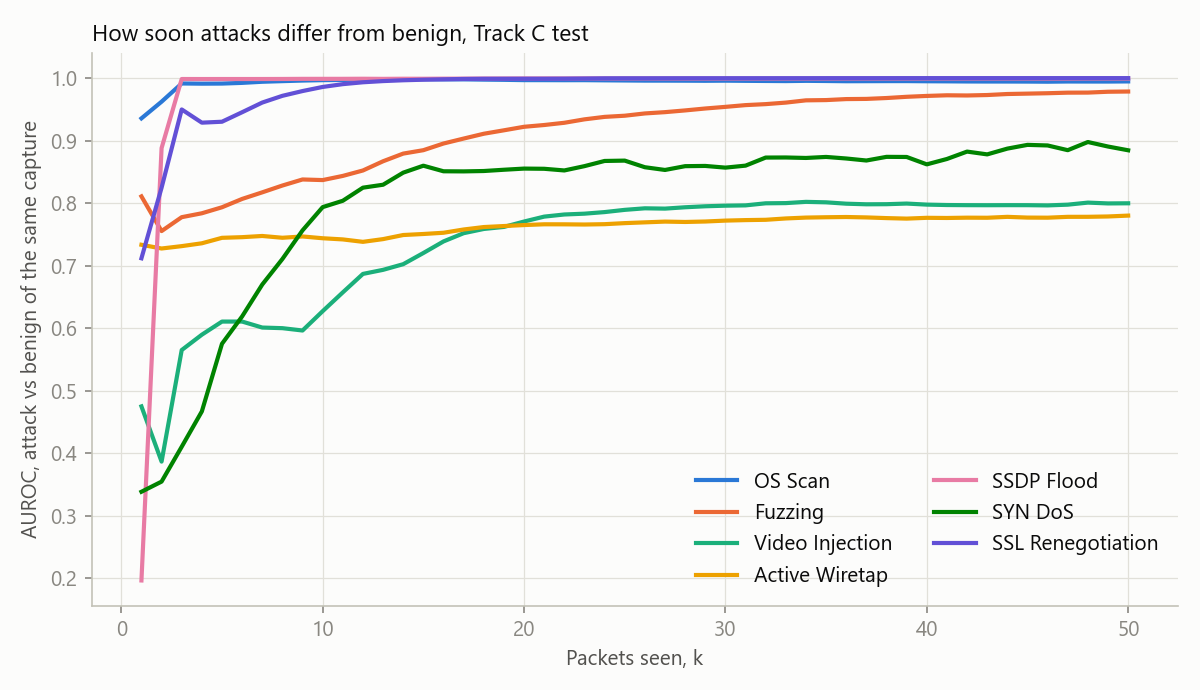 How soon attacks differ from benign, Track C test
AUROC, attack vs benign of the same capture
1.0
0.9
0.8
0.7
0.6
0.5
0.4
0.3
0.2
0
10
20
30
40
50
Packets seen, k
OS Scan
Fuzzing
Video Injection
Active Wiretap
SSDP Flood
SYN DoS
SSL Renegotiation